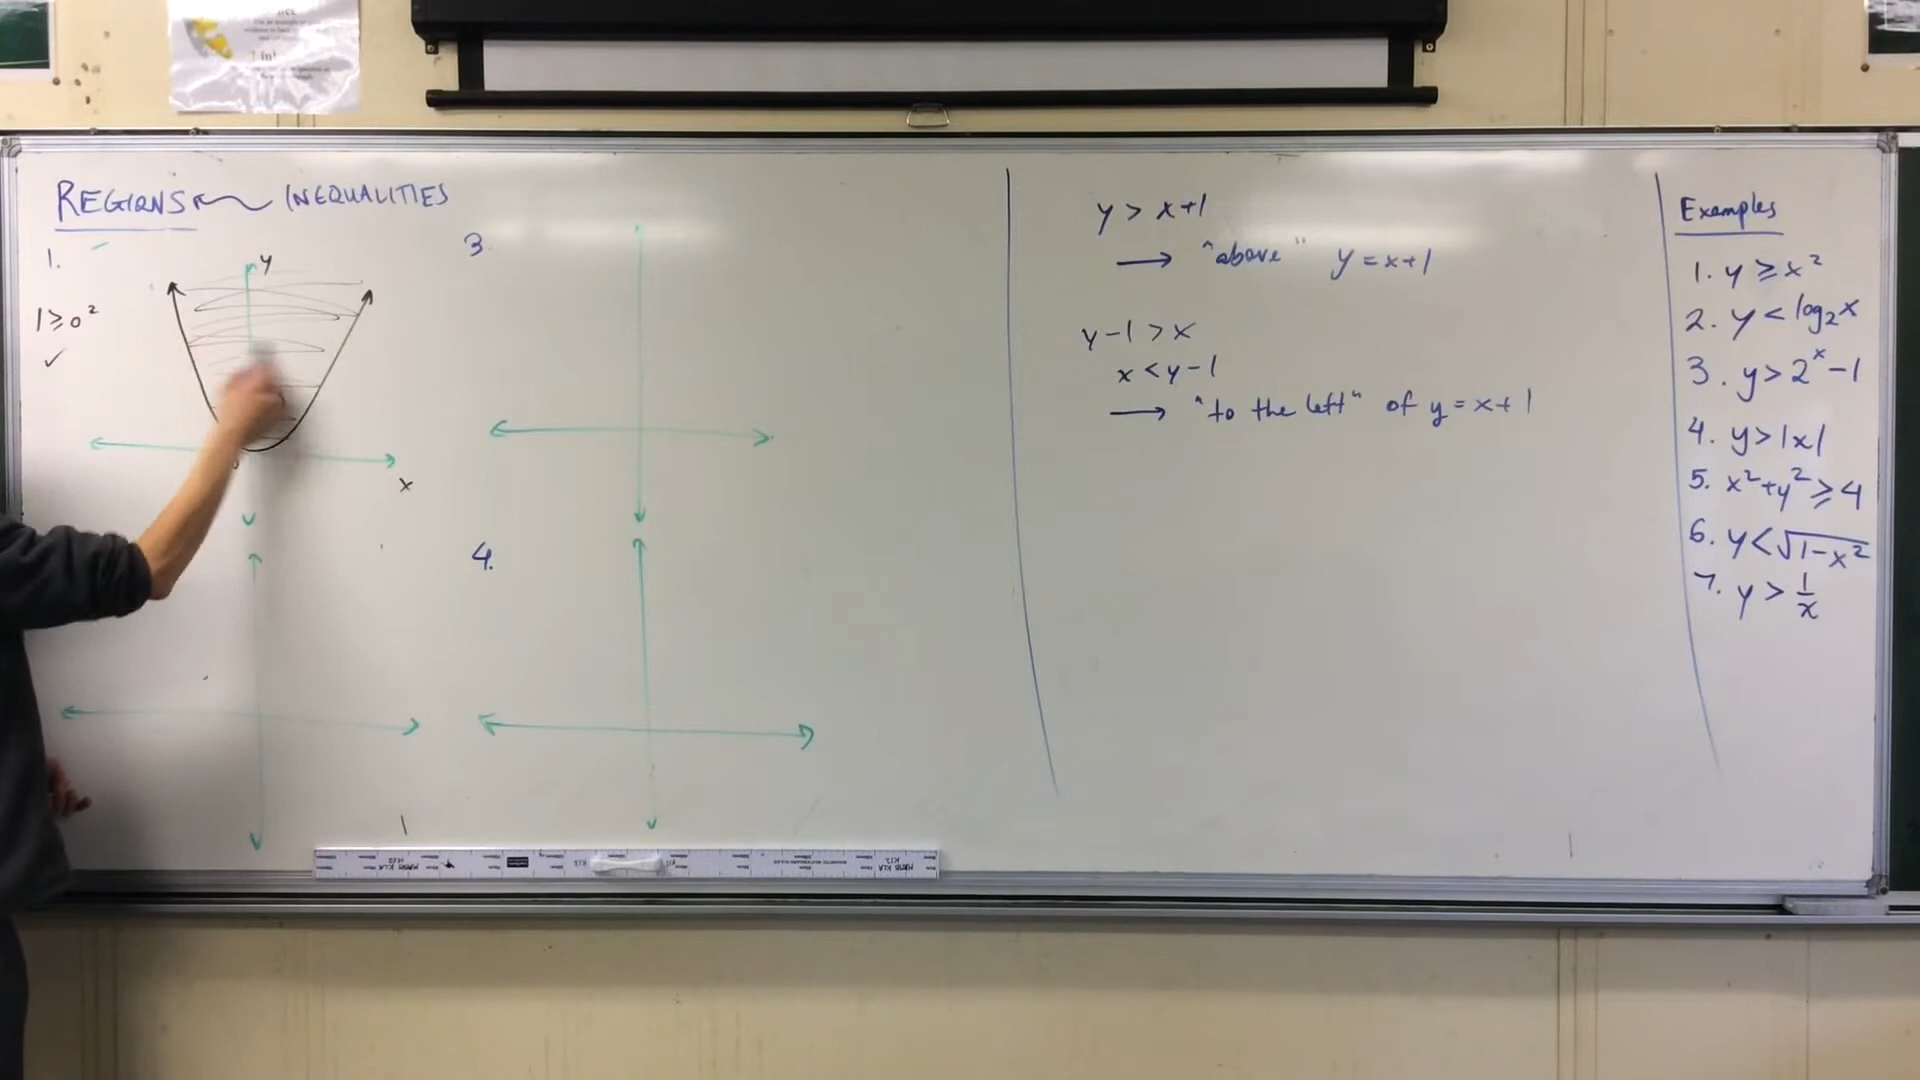 REGIONS INEQUALITIES
1.
y
1 ≥ 0²
✓
x
3.
4.
y > x+1
→ "above" y = x+1
y-1 > x
x < y-1
→ "to the left" of y = x+1
Examples
1. y ≥ x²
2. y < log₂x
3. y > 2ˣ-1
4. y > |x|
5. x²+y² ≥ 4
6. y < √1-x²
7. y > 1/x